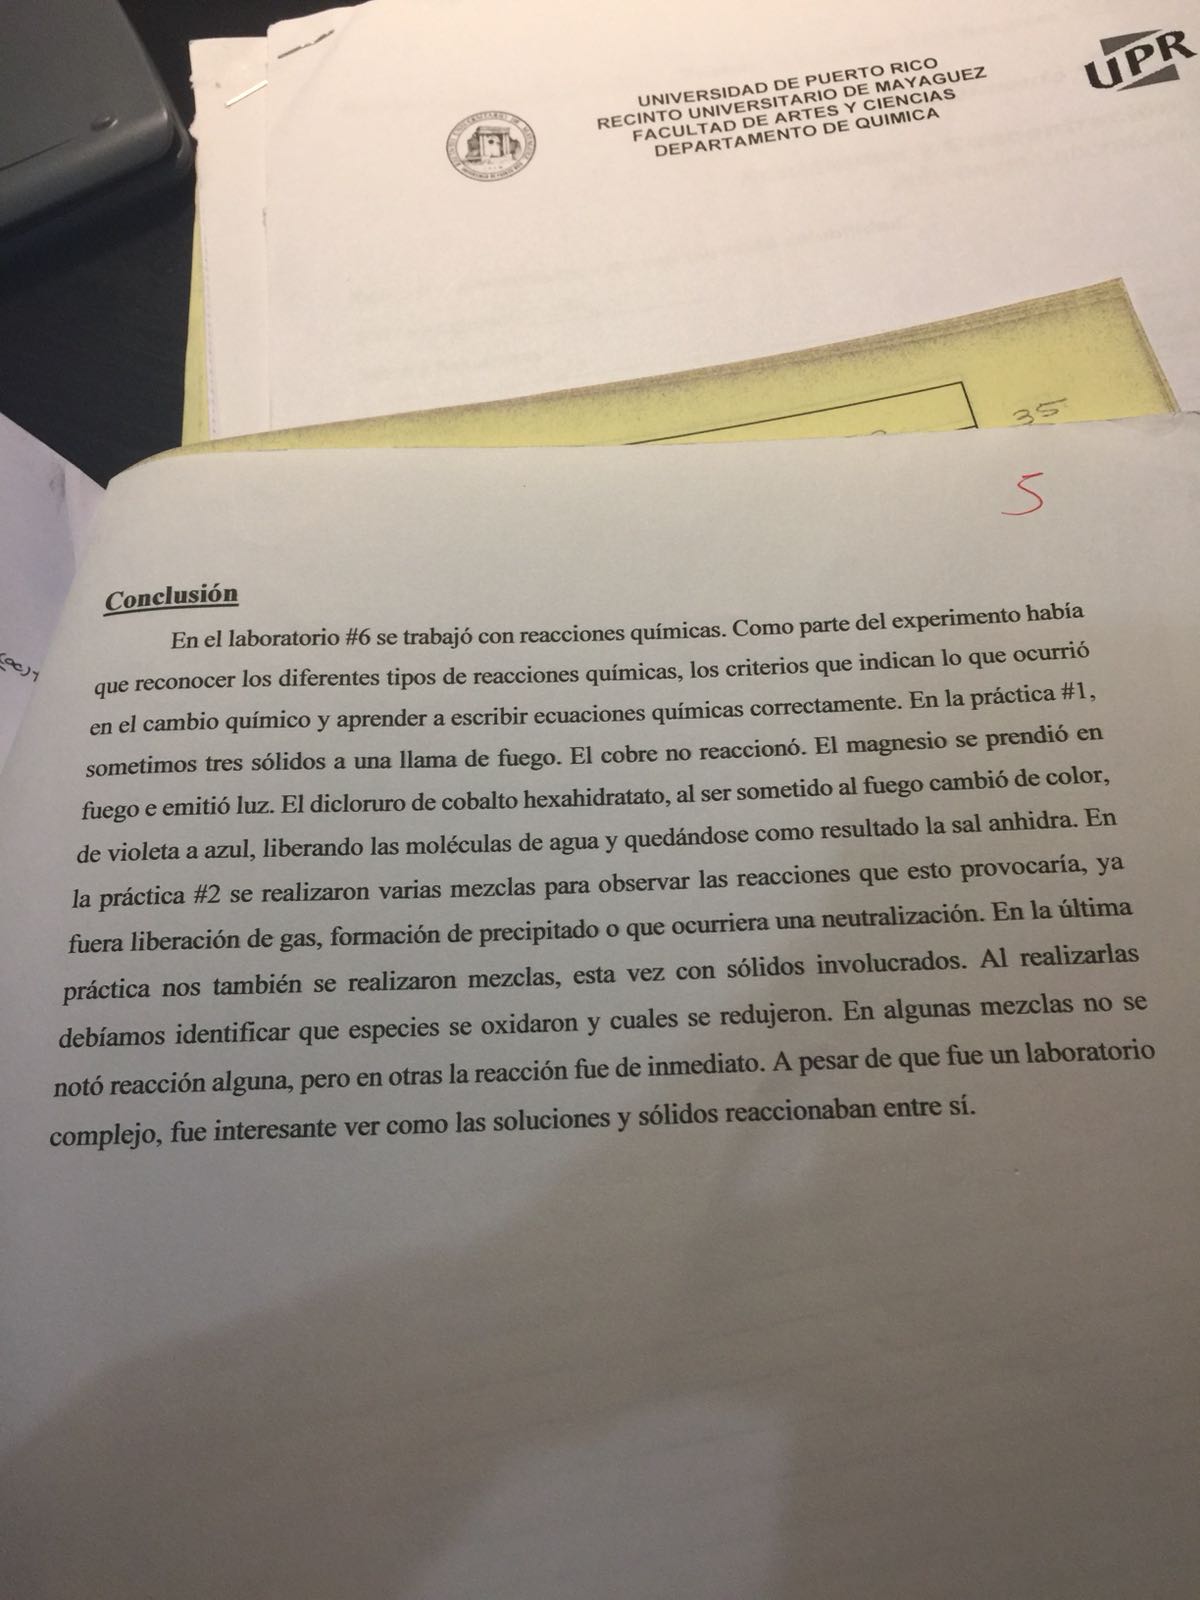 UNIVERSIDAD DE PUERTO RICO
RECINTO UNIVERSITARIO DE MAYAGUEZ
FACULTAD DE ARTES Y CIENCIAS
DEPARTAMENTO DE QUIMICA
UPR
35
5
Conclusión
En el laboratorio #6 se trabajó con reacciones químicas. Como parte del experimento había
que reconocer los diferentes tipos de reacciones químicas, los criterios que indican lo que ocurrió
en el cambio químico y aprender a escribir ecuaciones químicas correctamente. En la práctica #1,
sometimos tres sólidos a una llama de fuego. El cobre no reaccionó. El magnesio se prendió en
fuego e emitió luz. El dicloruro de cobalto hexahidratato, al ser sometido al fuego cambió de color,
de violeta a azul, liberando las moléculas de agua y quedándose como resultado la sal anhidra. En
la práctica #2 se realizaron varias mezclas para observar las reacciones que esto provocaría, ya
fuera liberación de gas, formación de precipitado o que ocurriera una neutralización. En la última
práctica nos también se realizaron mezclas, esta vez con sólidos involucrados. Al realizarlas
debíamos identificar que especies se oxidaron y cuales se redujeron. En algunas mezclas no se
notó reacción alguna, pero en otras la reacción fue de inmediato. A pesar de que fue un laboratorio
complejo, fue interesante ver como las soluciones y sólidos reaccionaban entre sí.